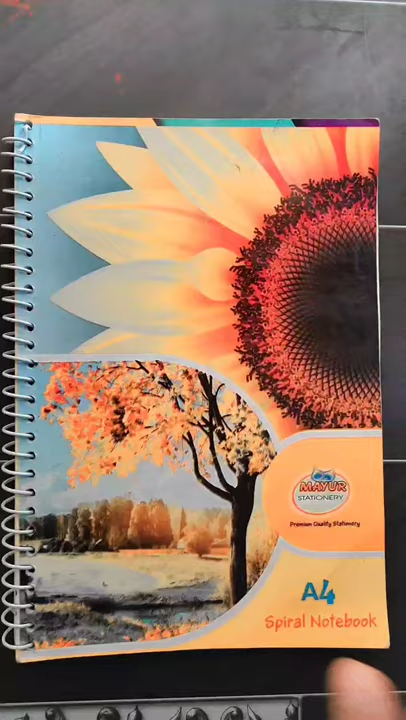 MAYUR
STATIONERY
Premium Quality Stationery
A4
Spiral Notebook